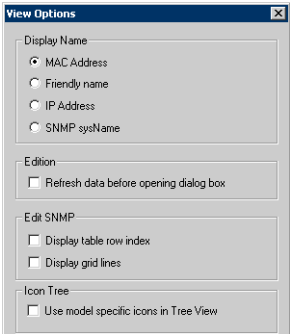 View Options
Display Name
MAC Address
Friendly name
IP Address
SNMP sysName
Edition
Refresh data before opening dialog box
Edit SNMP
Display table row index
Display grid lines
Icon Tree
Use model specific icons in Tree View